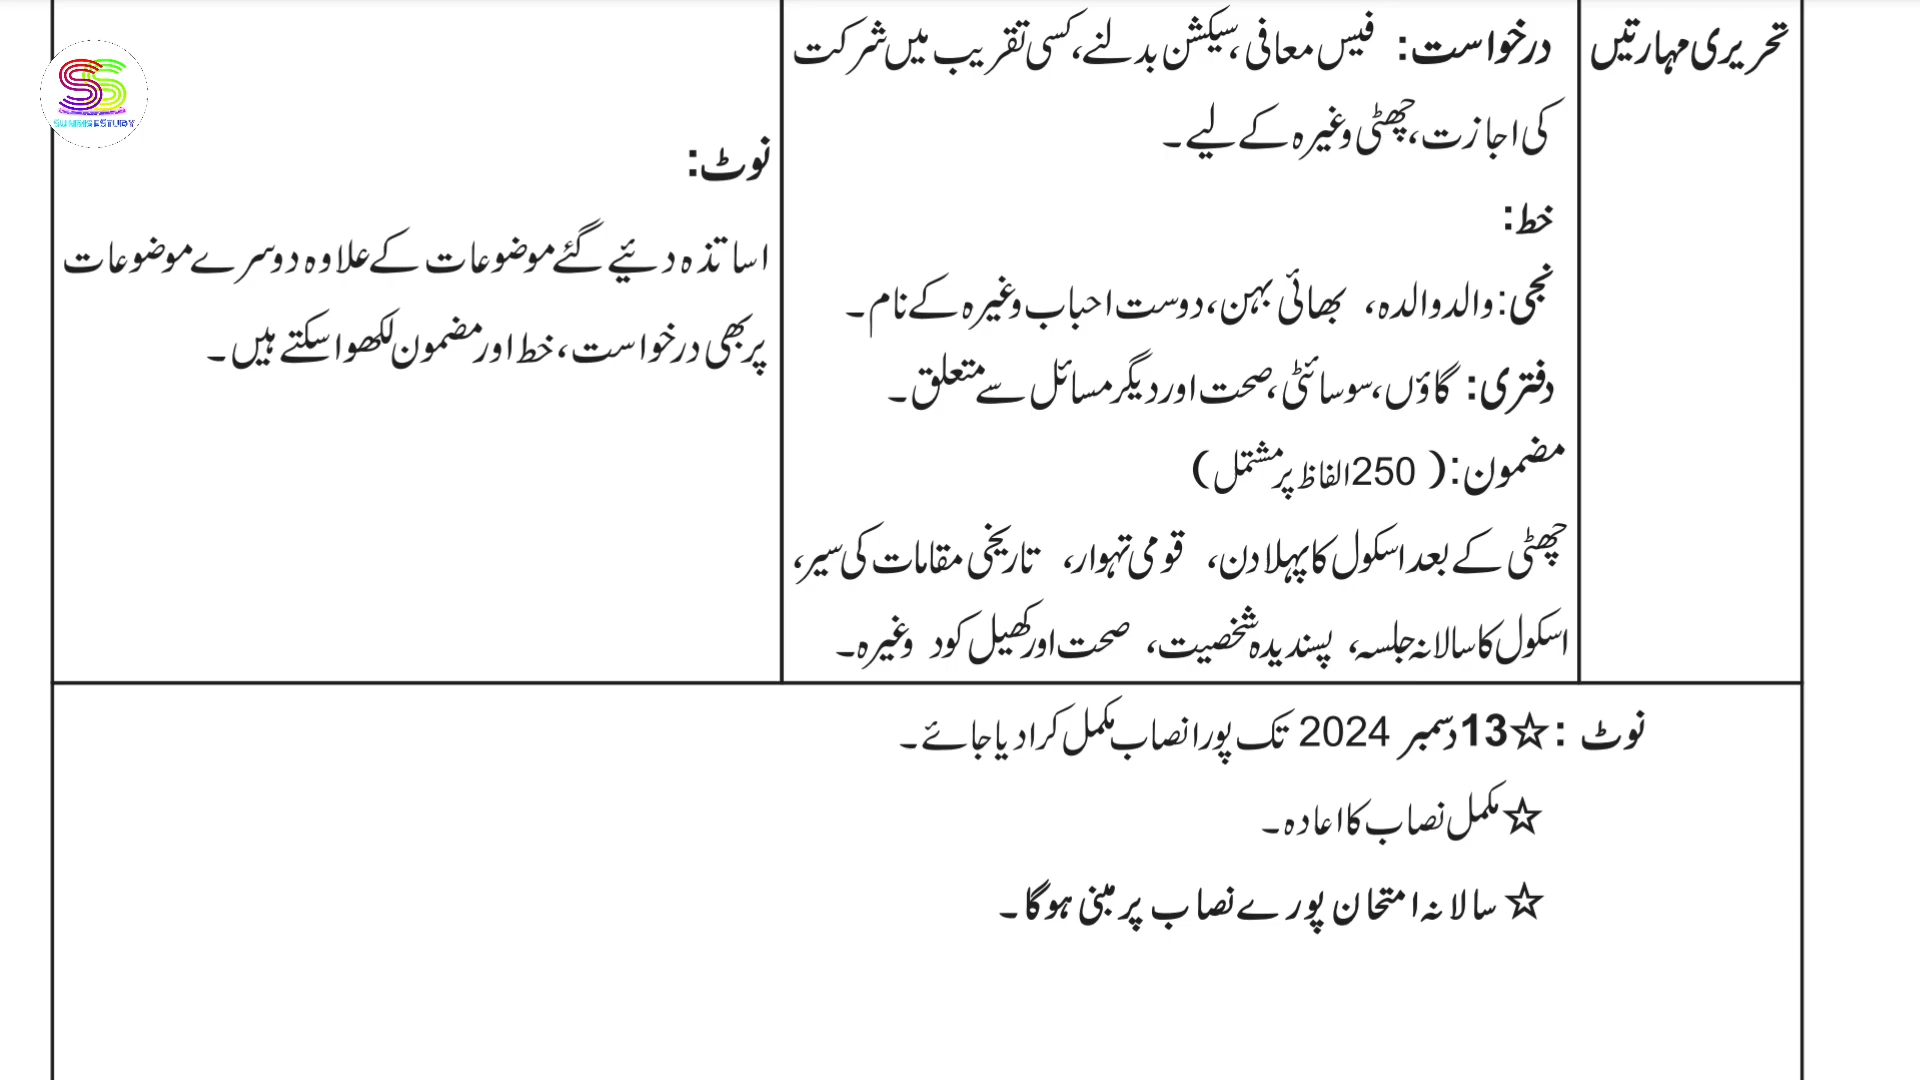 تحریری مہارتیں
درخواست: فیس معافی، سیکشن بدلنے، کسی تقریب میں شرکت
کی اجازت، چھٹی وغیرہ کے لیے۔
خط:
نجی: والد والدہ، بھائی بہن، دوست احباب وغیرہ کے نام۔
دفتری: گاؤں، سوسائٹی، صحت اور دیگر مسائل سے متعلق۔
مضمون: (250 الفاظ پر مشتمل)
چھٹی کے بعد اسکول کا پہلا دن، قومی تہوار، تاریخی مقامات کی سیر،
اسکول کا سالانہ جلسہ، پسندیدہ شخصیت، صحت اور کھیل کود وغیرہ۔
نوٹ:
اساتذہ دئیے گئے موضوعات کے علاوہ دوسرے موضوعات
پر بھی درخواست، خط اور مضمون لکھوا سکتے ہیں۔
نوٹ : ☆13 دسمبر 2024 تک پورا نصاب مکمل کرا دیا جائے۔
☆ مکمل نصاب کا اعادہ۔
☆ سالانہ امتحان پورے نصاب پر مبنی ہوگا۔